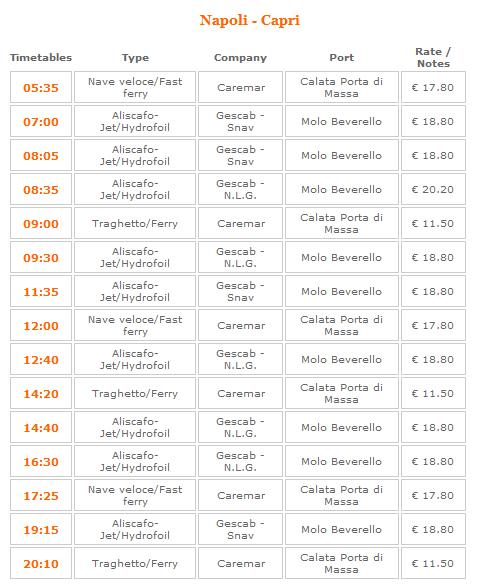 Napoli - Capri
Timetables Type Company Port Rate / Notes
05:35 Nave veloce/Fast ferry Caremar Calata Porta di Massa € 17.80
07:00 Aliscafo-Jet/Hydrofoil Gescab - Snav Molo Beverello € 18.80
08:05 Aliscafo-Jet/Hydrofoil Gescab - Snav Molo Beverello € 18.80
08:35 Aliscafo-Jet/Hydrofoil Gescab - N.L.G. Molo Beverello € 20.20
09:00 Traghetto/Ferry Caremar Calata Porta di Massa € 11.50
09:30 Aliscafo-Jet/Hydrofoil Gescab - N.L.G. Molo Beverello € 18.80
11:35 Aliscafo-Jet/Hydrofoil Gescab - Snav Molo Beverello € 18.80
12:00 Nave veloce/Fast ferry Caremar Calata Porta di Massa € 17.80
12:40 Aliscafo-Jet/Hydrofoil Gescab - N.L.G. Molo Beverello € 18.80
14:20 Traghetto/Ferry Caremar Calata Porta di Massa € 11.50
14:40 Aliscafo-Jet/Hydrofoil Gescab - N.L.G. Molo Beverello € 18.80
16:30 Aliscafo-Jet/Hydrofoil Gescab - N.L.G. Molo Beverello € 18.80
17:25 Nave veloce/Fast ferry Caremar Calata Porta di Massa € 17.80
19:15 Aliscafo-Jet/Hydrofoil Gescab - Snav Molo Beverello € 18.80
20:10 Traghetto/Ferry Caremar Calata Porta di Massa € 11.50